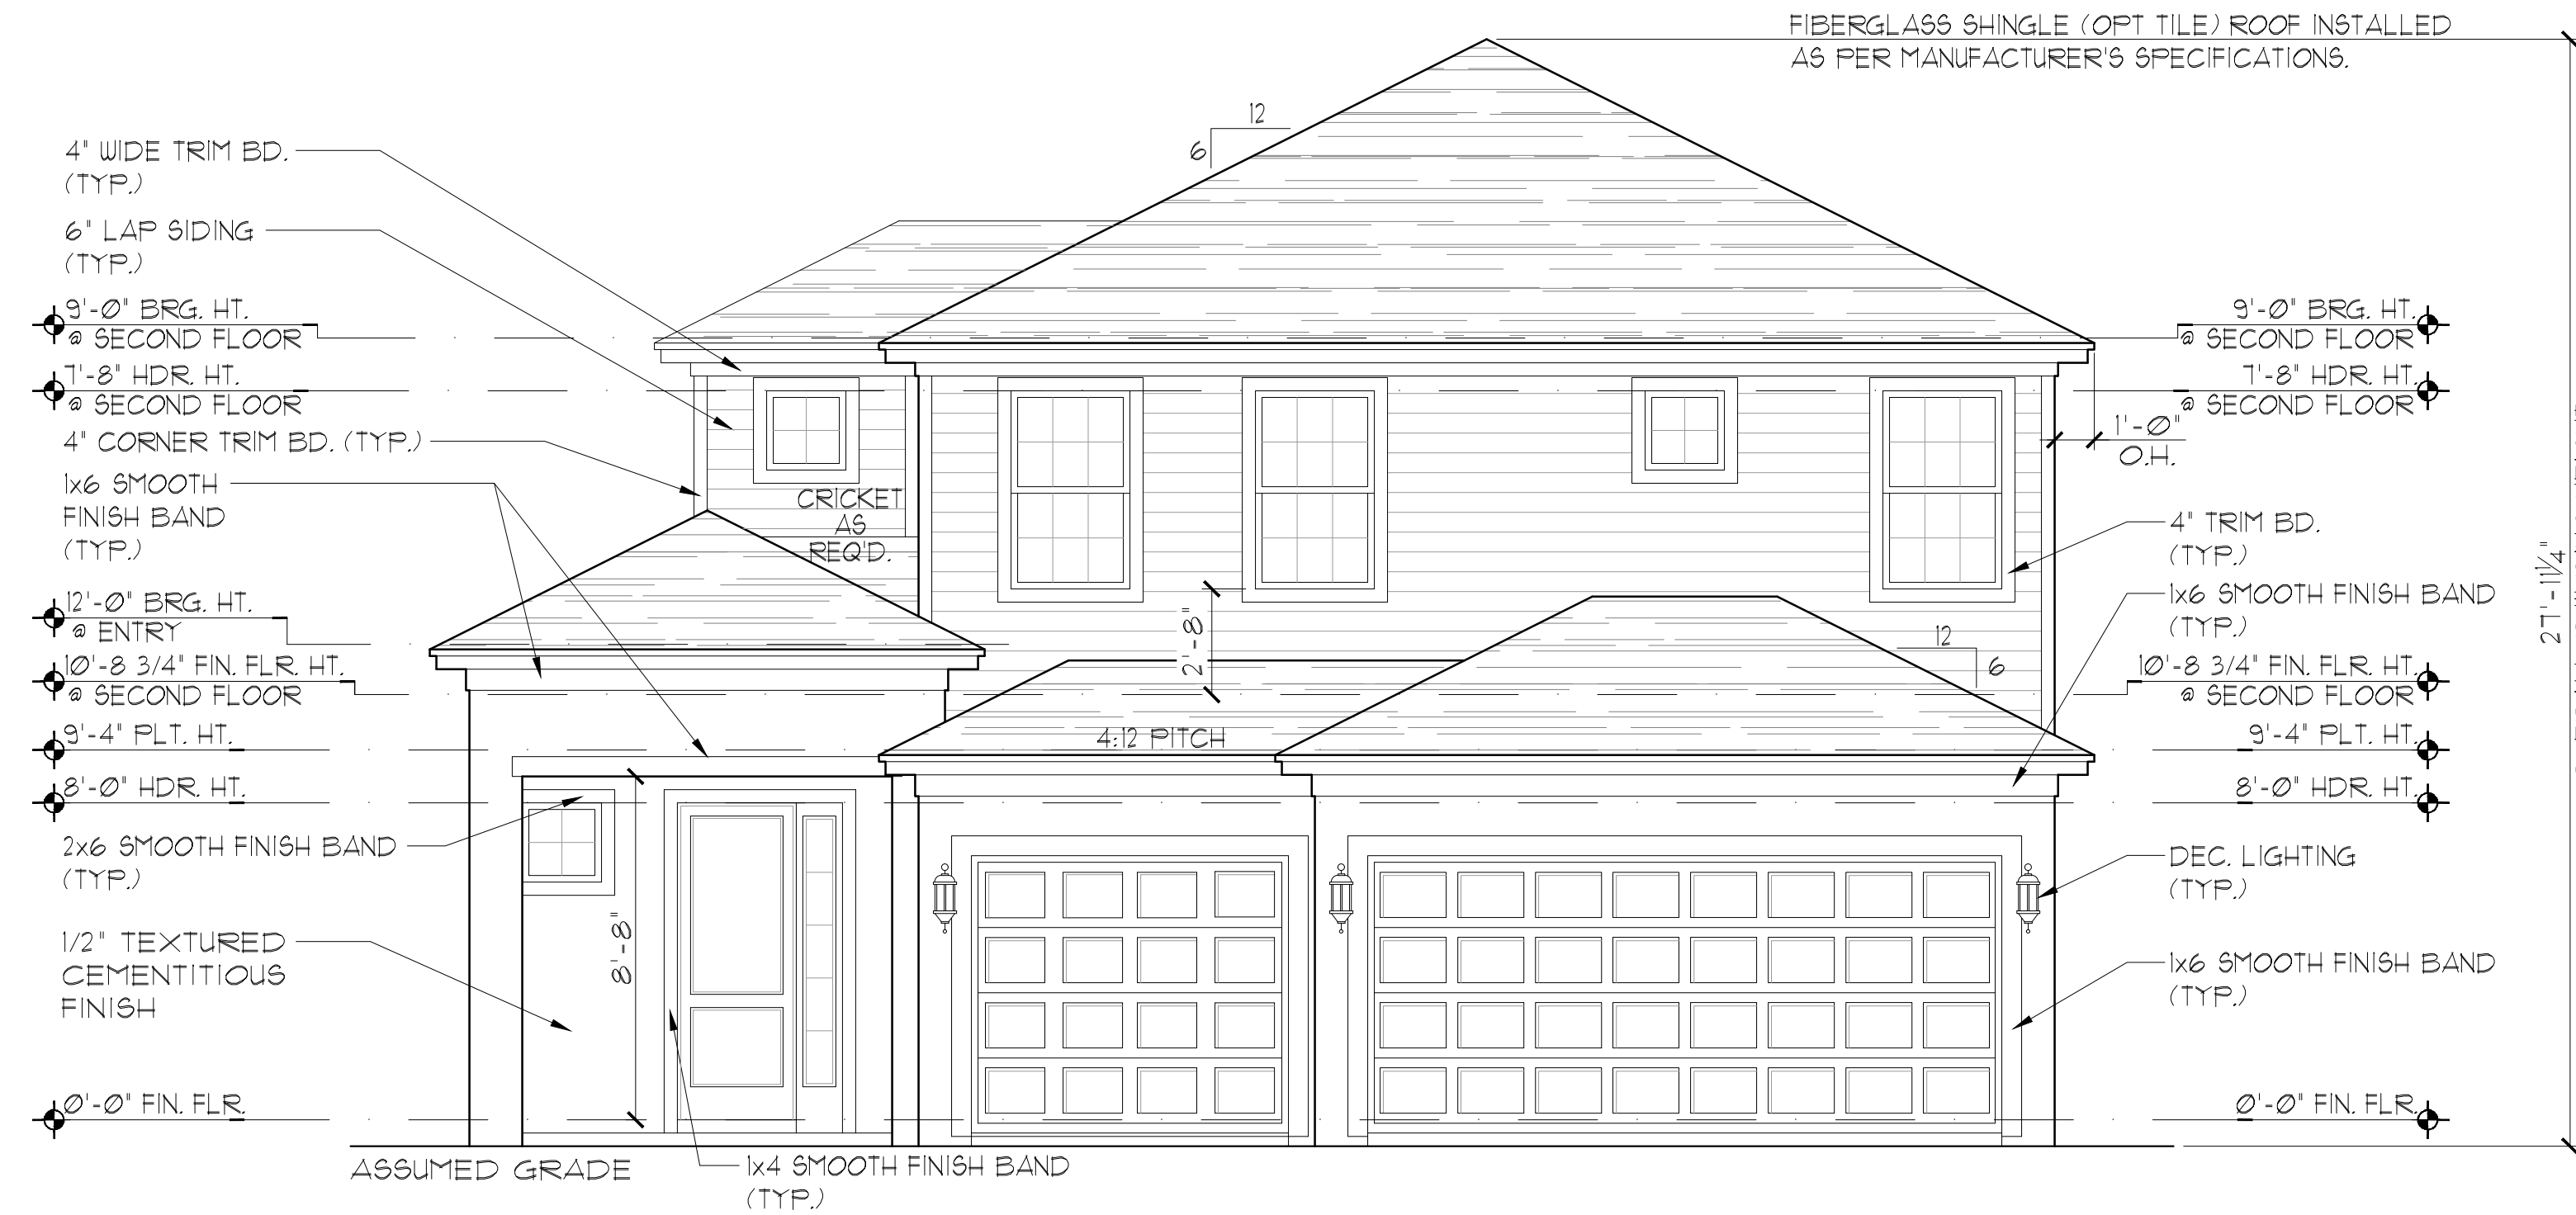 FIBERGLASS SHINGLE (OPT TILE) ROOF INSTALLED
AS PER MANUFACTURER'S SPECIFICATIONS.
12
6
4" WIDE TRIM BD.
(TYP.)
6" LAP SIDING
(TYP.)
9'-0" BRG. HT.
@ SECOND FLOOR
7'-8" HDR. HT.
@ SECOND FLOOR
4" CORNER TRIM BD. (TYP.)
1x6 SMOOTH
FINISH BAND
(TYP.)
12'-0" BRG. HT.
@ ENTRY
10'-8 3/4" FIN. FLR. HT.
@ SECOND FLOOR
9'-4" PLT. HT.
8'-0" HDR. HT.
2x6 SMOOTH FINISH BAND
(TYP.)
1/2" TEXTURED
CEMENTITIOUS
FINISH
0'-0" FIN. FLR.
ASSUMED GRADE
1x4 SMOOTH FINISH BAND
(TYP.)
CRICKET
AS
REQ'D.
2'-8"
4:12 PITCH
8'-8"
12
6
9'-0" BRG. HT.
@ SECOND FLOOR
7'-8" HDR. HT.
@ SECOND FLOOR
1'-0"
O.H.
4" TRIM BD.
(TYP.)
1x6 SMOOTH FINISH BAND
(TYP.)
10'-8 3/4" FIN. FLR. HT.
@ SECOND FLOOR
9'-4" PLT. HT.
8'-0" HDR. HT.
DEC. LIGHTING
(TYP.)
1x6 SMOOTH FINISH BAND
(TYP.)
0'-0" FIN. FLR.
27'-11 1/4"